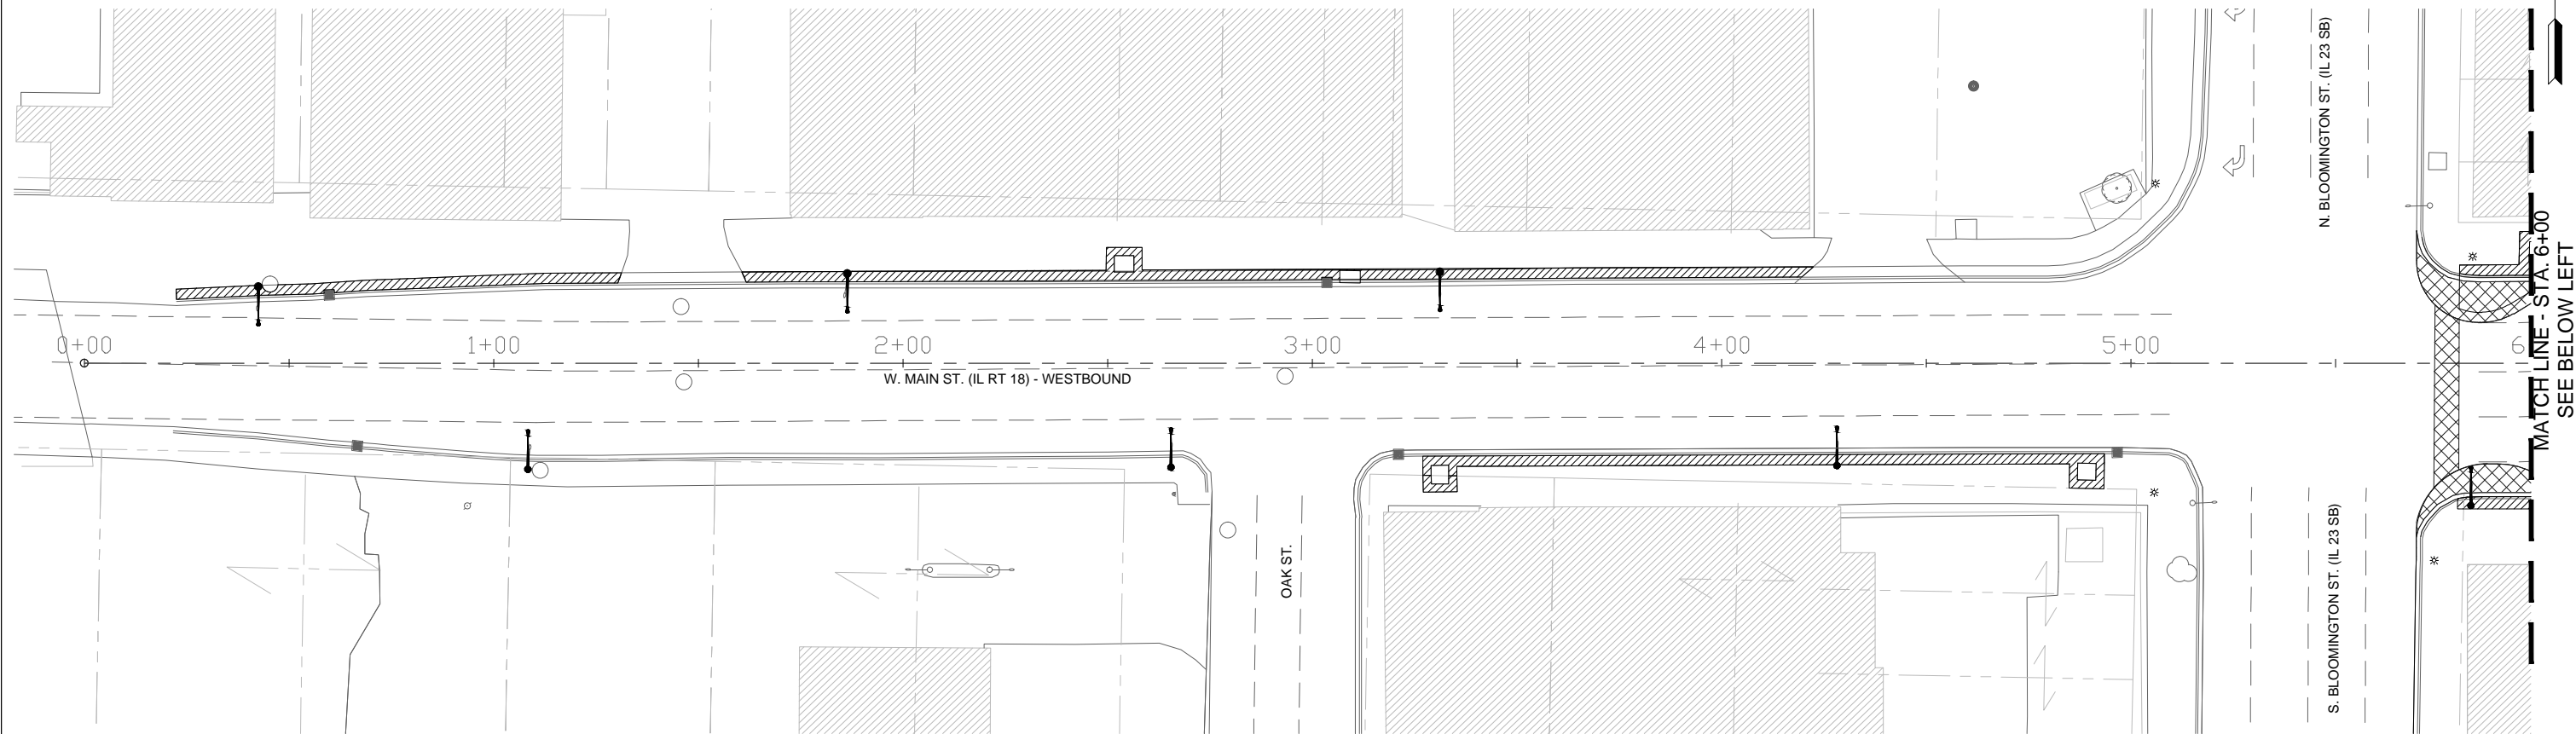 N. BLOOMINGTON ST. (IL 23 SB)
0+00
1+00
2+00
3+00
4+00
5+00
6
W. MAIN ST. (IL RT 18) - WESTBOUND
MATCH LINE - STA. 6+00
SEE BELOW LEFT
OAK ST.
S. BLOOMINGTON ST. (IL 23 SB)